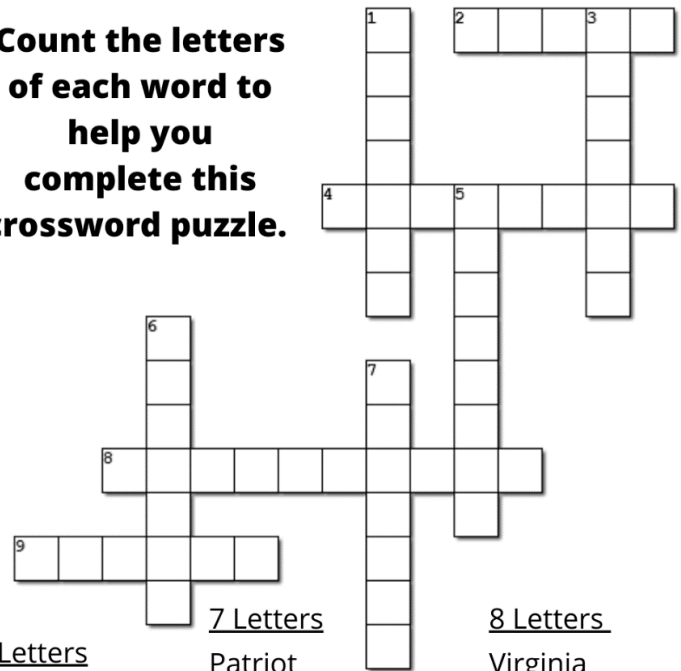 Count the letters
of each word to
help you
complete this
crossword puzzle.
1
2
3
4
5
6
7
8
9
7 Letters
Patriot
8 Letters
Virginia
Letters